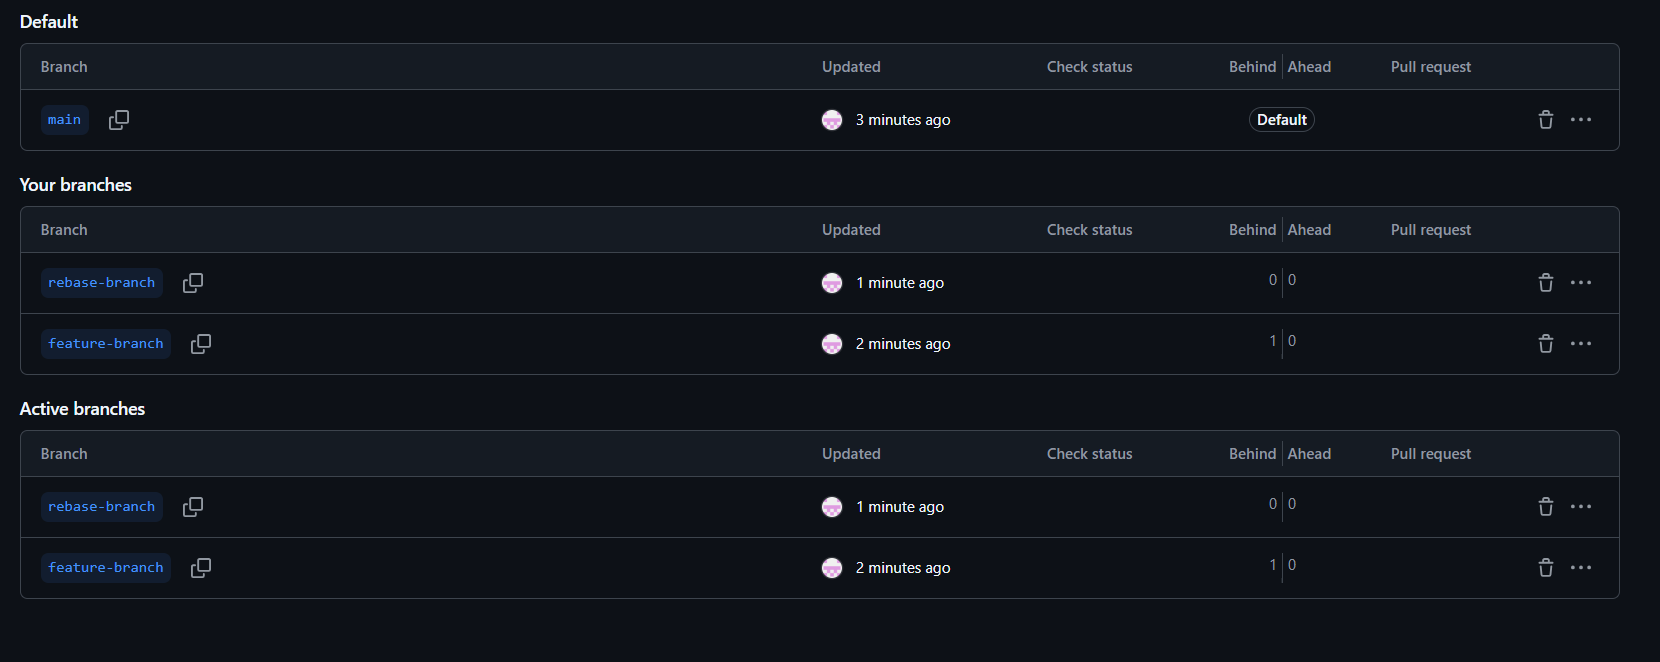 Default
Branch Updated Check status Behind Ahead Pull request
main 3 minutes ago Default
Your branches
Branch Updated Check status Behind Ahead Pull request
rebase-branch 1 minute ago 0 0
feature-branch 2 minutes ago 1 0
Active branches
Branch Updated Check status Behind Ahead Pull request
rebase-branch 1 minute ago 0 0
feature-branch 2 minutes ago 1 0